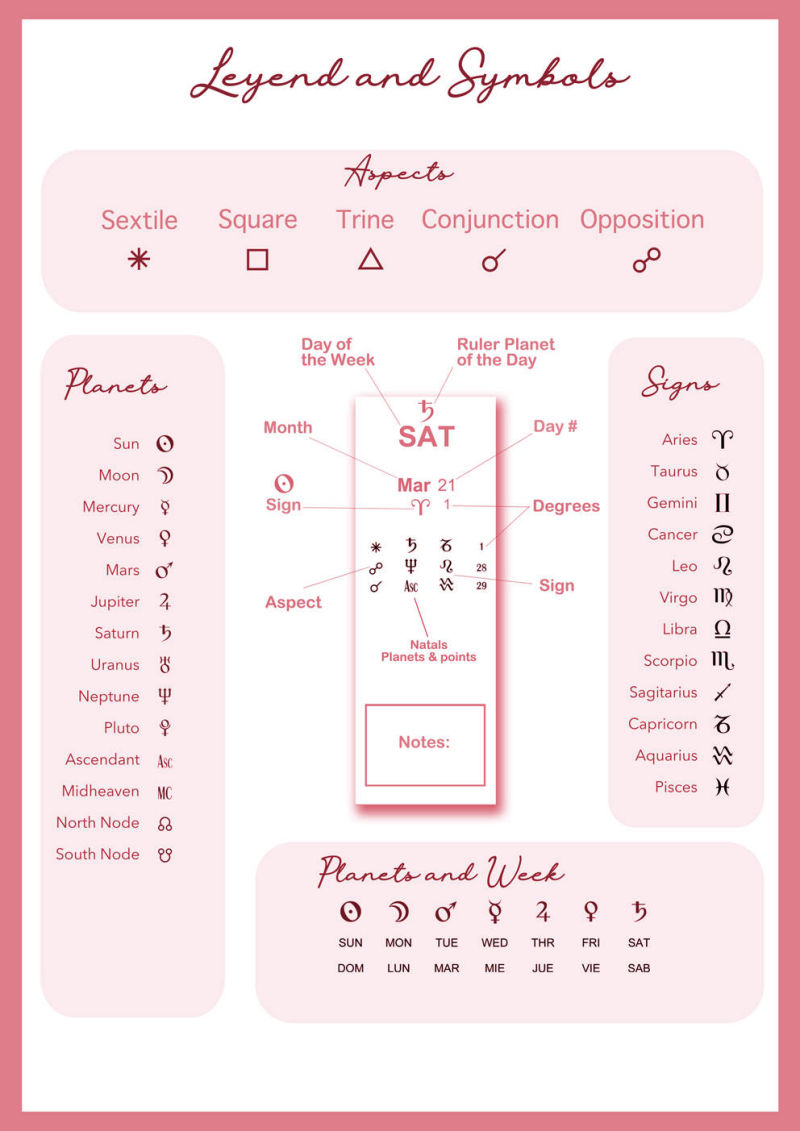 Leyend and Symbols
Aspects
Sextile Square Trine Conjunction Opposition
Planets
Sun
Moon
Mercury
Venus
Mars
Jupiter
Saturn
Uranus
Neptune
Pluto
Ascendant Asc
Midheaven MC
North Node
South Node
Day of
the Week
Ruler Planet
of the Day
Month
Day #
SAT
Mar 21
Sign
1
Degrees
1
28
Asc 29
Aspect
Sign
Natals
Planets & points
Notes:
Signs
Aries
Taurus
Gemini
Cancer
Leo
Virgo
Libra
Scorpio
Sagitarius
Capricorn
Aquarius
Pisces
Planets and Week
SUN MON TUE WED THR FRI SAT
DOM LUN MAR MIE JUE VIE SAB